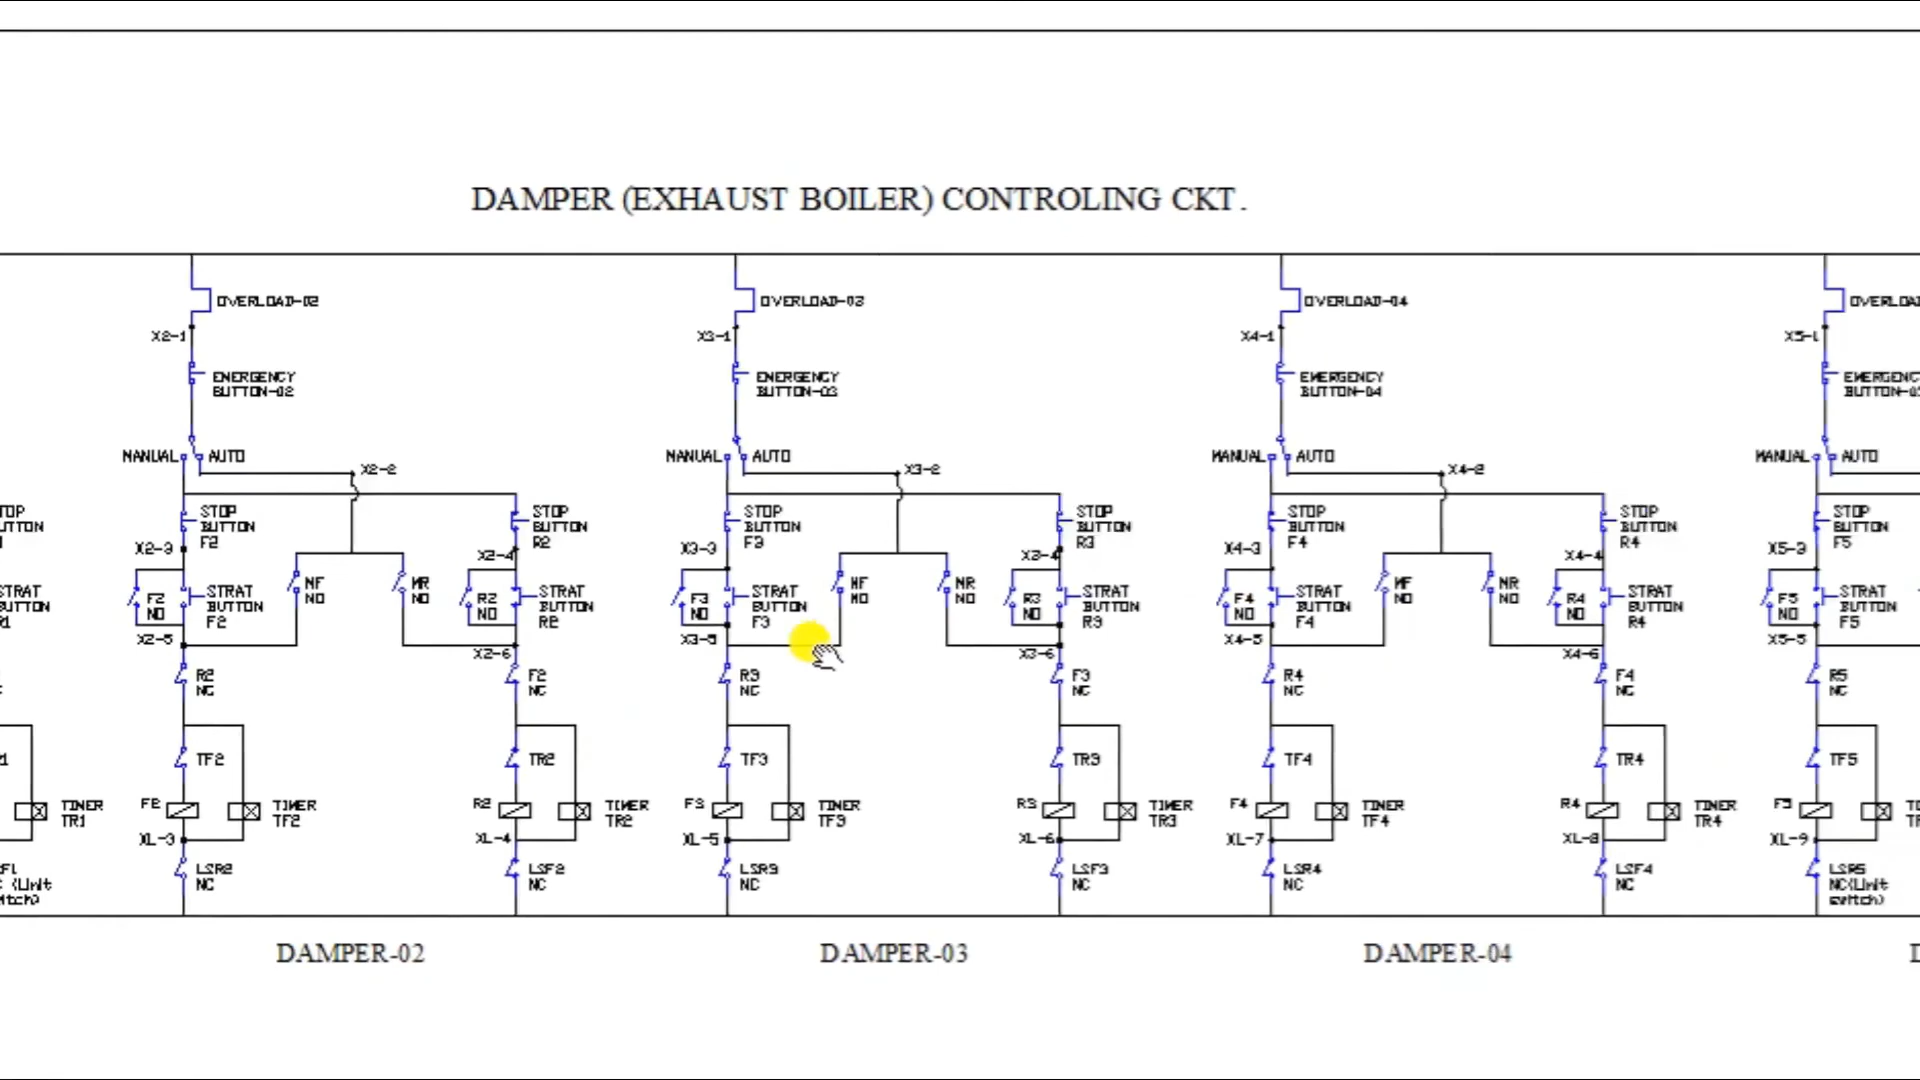 DAMPER (EXHAUST BOILER) CONTROLING CKT.
OVERLOAD-02
OVERLOAD-03
OVERLOAD-04
X2-1
X3-1
X4-1
X5-1
EMERGENCY
BUTTON-02
EMERGENCY
BUTTON-03
EMERGENCY
BUTTON-04
MANUAL
AUTO
X2-2
MANUAL
AUTO
X3-2
MANUAL
AUTO
X4-2
MANUAL
AUTO
STOP
BUTTON
F2
STOP
BUTTON
R2
STOP
BUTTON
F3
STOP
BUTTON
R3
STOP
BUTTON
F4
STOP
BUTTON
R4
STOP
BUTTON
F5
X2-3
X2-4
X3-3
X4-3
X4-4
X5-3
F2
NO
STRAT
BUTTON
F2
MF
NO
MR
NO
R2
NO
STRAT
BUTTON
R2
F3
NO
STRAT
BUTTON
F3
MF
NO
MR
NO
R3
NO
STRAT
BUTTON
R3
F4
NO
STRAT
BUTTON
F4
MF
NO
MR
NO
R4
NO
STRAT
BUTTON
R4
F5
NO
STRAT
BUTTON
F5
X2-5
X2-6
X3-5
X3-6
X4-5
X4-6
X5-5
R2
NC
F2
NC
R3
NC
F3
NC
R4
NC
F4
NC
R5
NC
TF2
TR2
TF3
TR3
TF4
TR4
TF5
TIMER
TR1
F2
TIMER
TF2
R2
TIMER
TR2
F3
TIMER
TF3
R3
TIMER
TR3
F4
TIMER
TF4
R4
TIMER
TR4
F5
XL-3
XL-4
XL-5
XL-6
XL-7
XL-8
XL-9
LSR2
NC
LSF2
NC
LSR3
NC
LSF3
NC
LSR4
NC
LSF4
NC
LSR5
NC(Limit
switch)
DAMPER-02
DAMPER-03
DAMPER-04